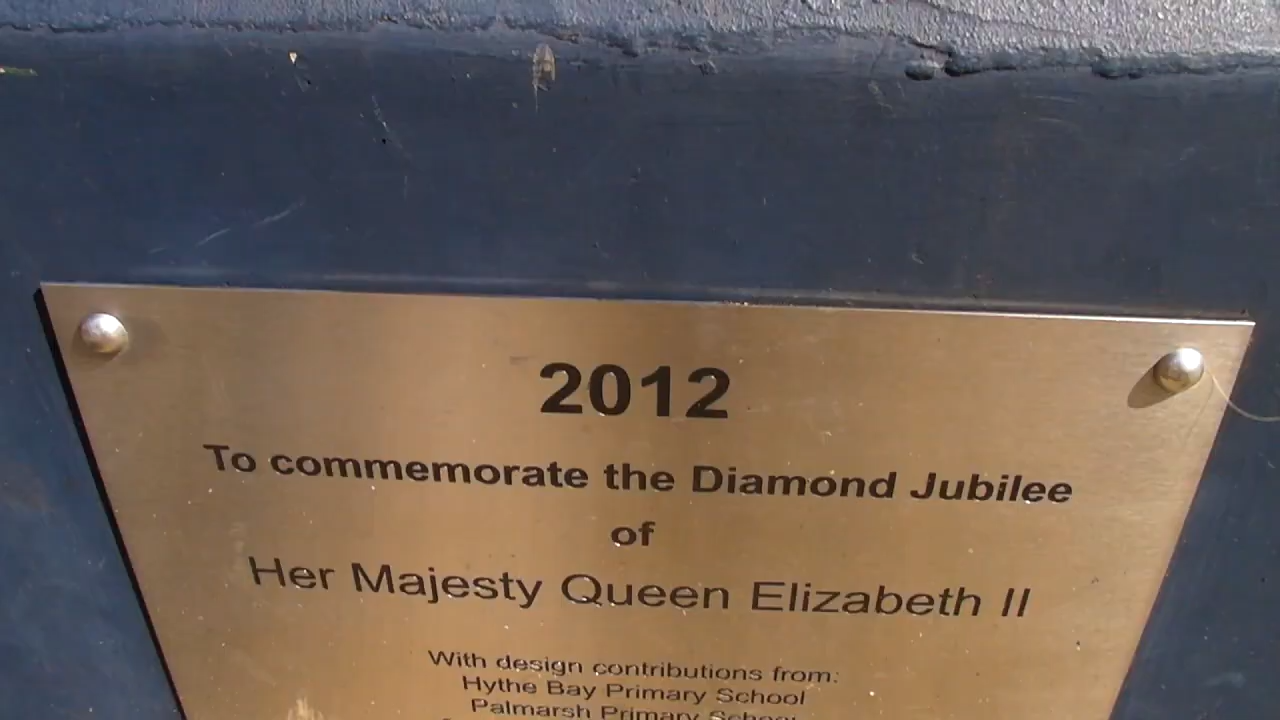 2012
To commemorate the Diamond Jubilee
of
Her Majesty Queen Elizabeth II
With design contributions from:
Hythe Bay Primary School
Palmarsh Primary School